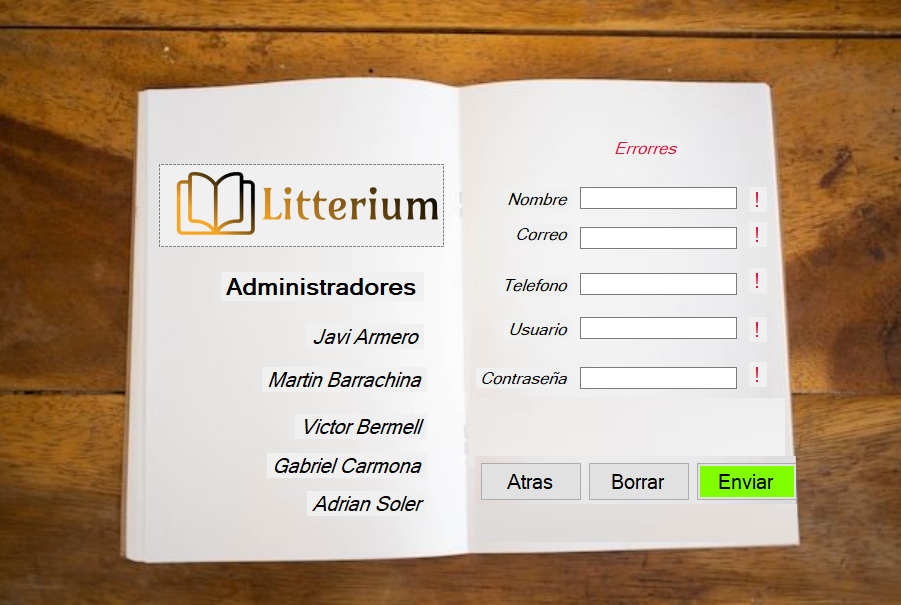 Litterium
Administradores
Javi Armero
Martin Barrachina
Victor Bermell
Gabriel Carmona
Adrian Soler
Errorres
Nombre !
Correo !
Telefono !
Usuario !
Contraseña !
Atras Borrar Enviar